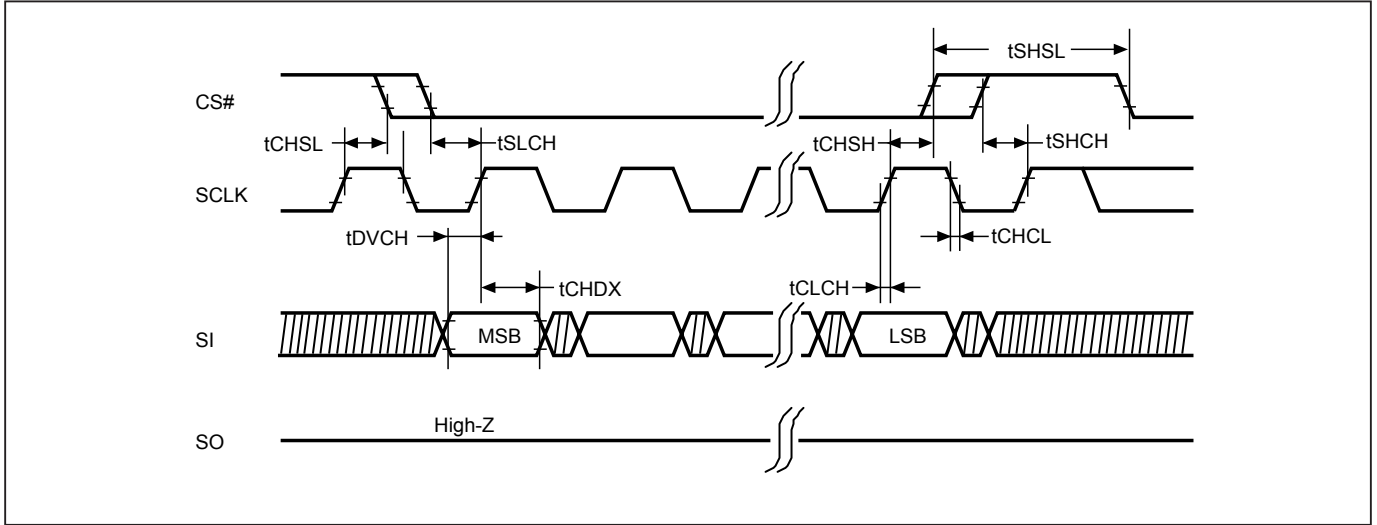 tSHSL
CS#
tCHSL
tSLCH
tCHSH
tSHCH
SCLK
tDVCH
tCHCL
tCHDX
tCLCH
SI
MSB
LSB
High-Z
SO